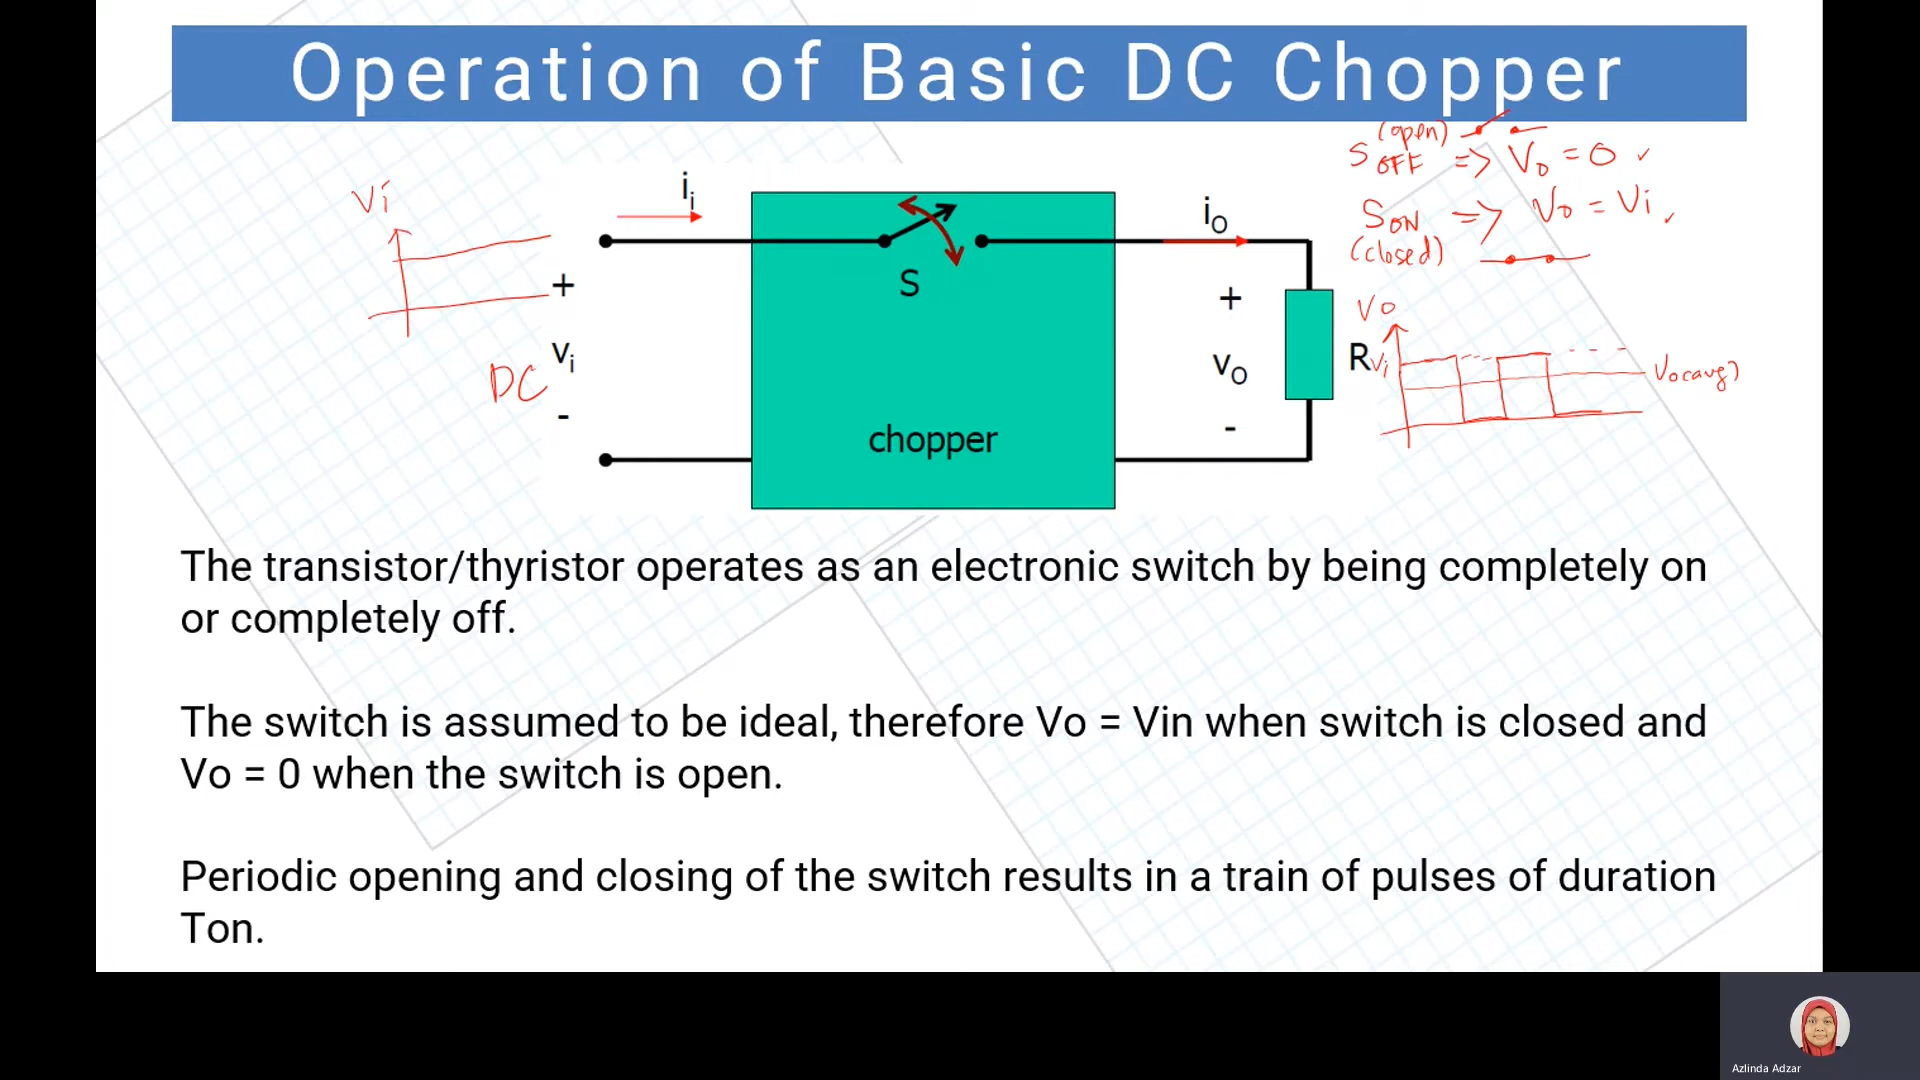 Operation of Basic DC Chopper
(open)
S OFF => Vo = 0 ✓
Vi
ii
iO
SON => Vo = Vi ✓
(closed)
S
+
+
Vo
vi
vO
R
Vi
Vo(avg)
DC
-
-
chopper
The transistor/thyristor operates as an electronic switch by being completely on
or completely off.
The switch is assumed to be ideal, therefore Vo = Vin when switch is closed and
Vo = 0 when the switch is open.
Periodic opening and closing of the switch results in a train of pulses of duration
Ton.
Azlinda Adzar